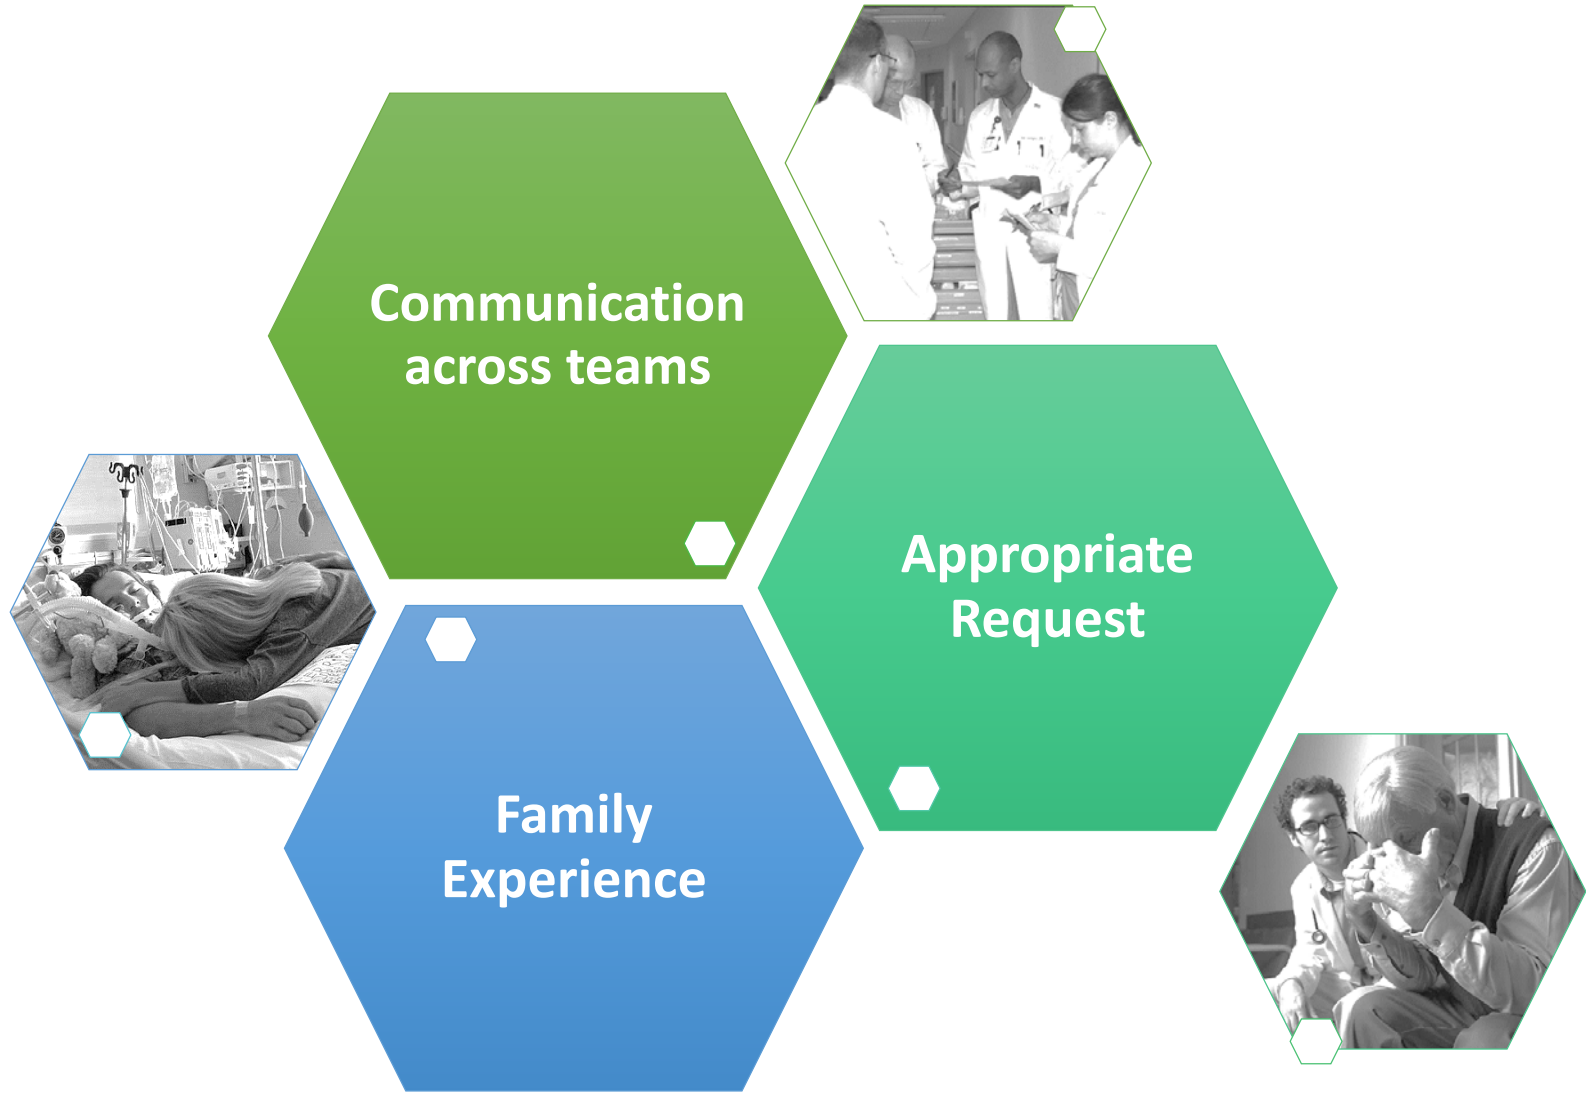 Communication
across teams
Appropriate
Request
Family
Experience